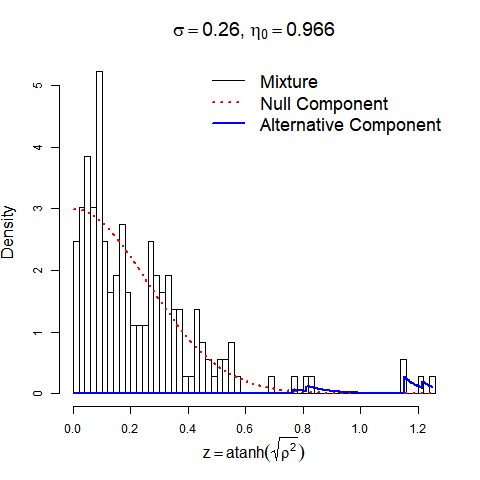 σ = 0.26, η₀ = 0.966
Mixture
Null Component
Alternative Component
Density
5
4
3
2
1
0
0.0 0.2 0.4 0.6 0.8 1.0 1.2
z = atanh(√ρ²)